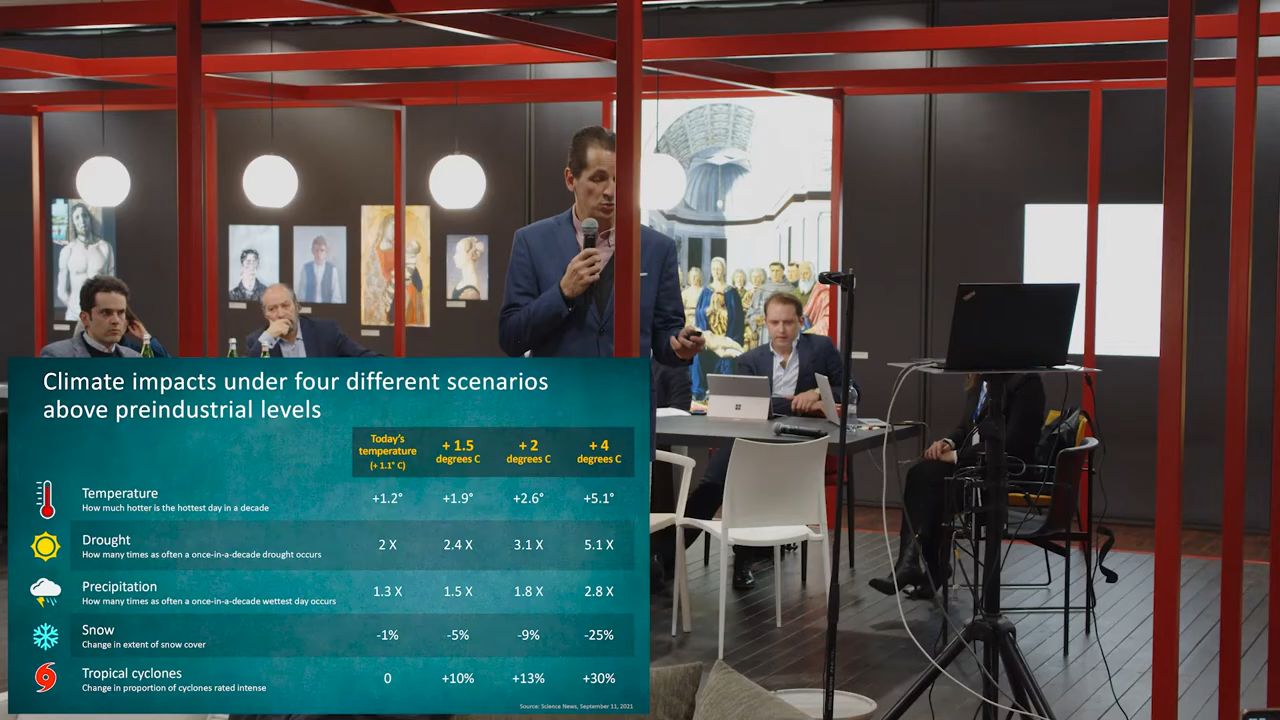 Climate impacts under four different scenarios
above preindustrial levels
Today's
temperature
(+ 1.1° C)
+ 1.5
degrees C
+ 2
degrees C
+ 4
degrees C
Temperature
How much hotter is the hottest day in a decade
+1.2° +1.9° +2.6° +5.1°
Drought
How many times as often a once-in-a-decade drought occurs
2 X 2.4 X 3.1 X 5.1 X
Precipitation
How many times as often a once-in-a-decade wettest day occurs
1.3 X 1.5 X 1.8 X 2.8 X
Snow
Change in extent of snow cover
-1% -5% -9% -25%
Tropical cyclones
Change in proportion of cyclones rated intense
0 +10% +13% +30%
Source: Science News, September 11, 2021